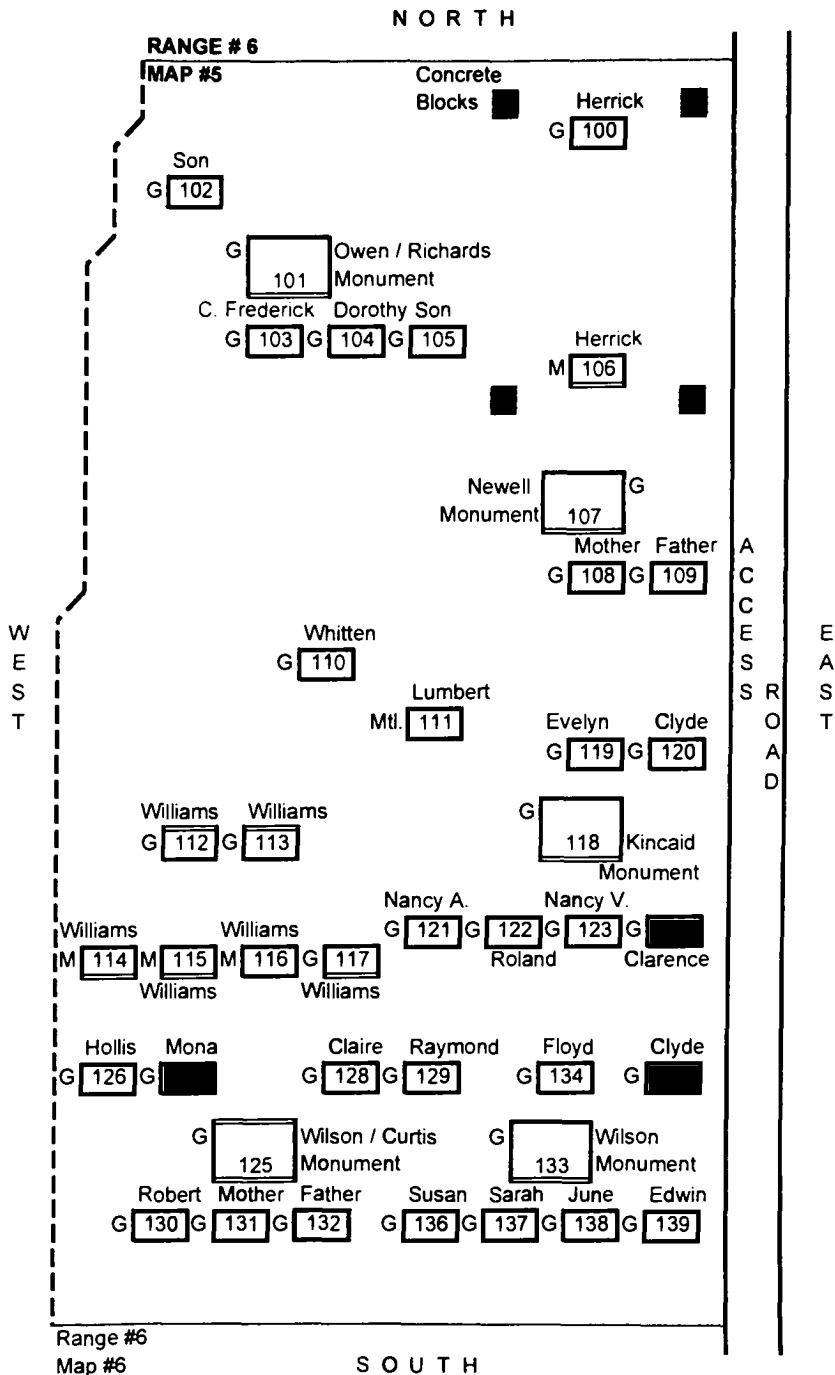 N O R T H
RANGE # 6
MAP #5
Concrete
Blocks
Herrick
G 100
Son
G 102
G Owen / Richards
101 Monument
C. Frederick Dorothy Son
G 103 G 104 G 105
Herrick
M 106
Newell G
Monument 107
Mother Father
G 108 G 109
ACCESS
ROAD
WEST
EAST
Whitten
G 110
Lumbert
Mtl. 111
Evelyn Clyde
G 119 G 120
Williams Williams
G 112 G 113
G
118 Kincaid
Monument
Nancy A. Nancy V.
G 121 G 122 G 123 G
Roland Clarence
Williams Williams
M 114 M 115 M 116 G 117
Williams Williams
Hollis Mona Claire Raymond Floyd Clyde
G 126 G G 128 G 129 G 134 G
G Wilson / Curtis G Wilson
125 Monument 133 Monument
Robert Mother Father Susan Sarah June Edwin
G 130 G 131 G 132 G 136 G 137 G 138 G 139
Range #6
Map #6
S O U T H